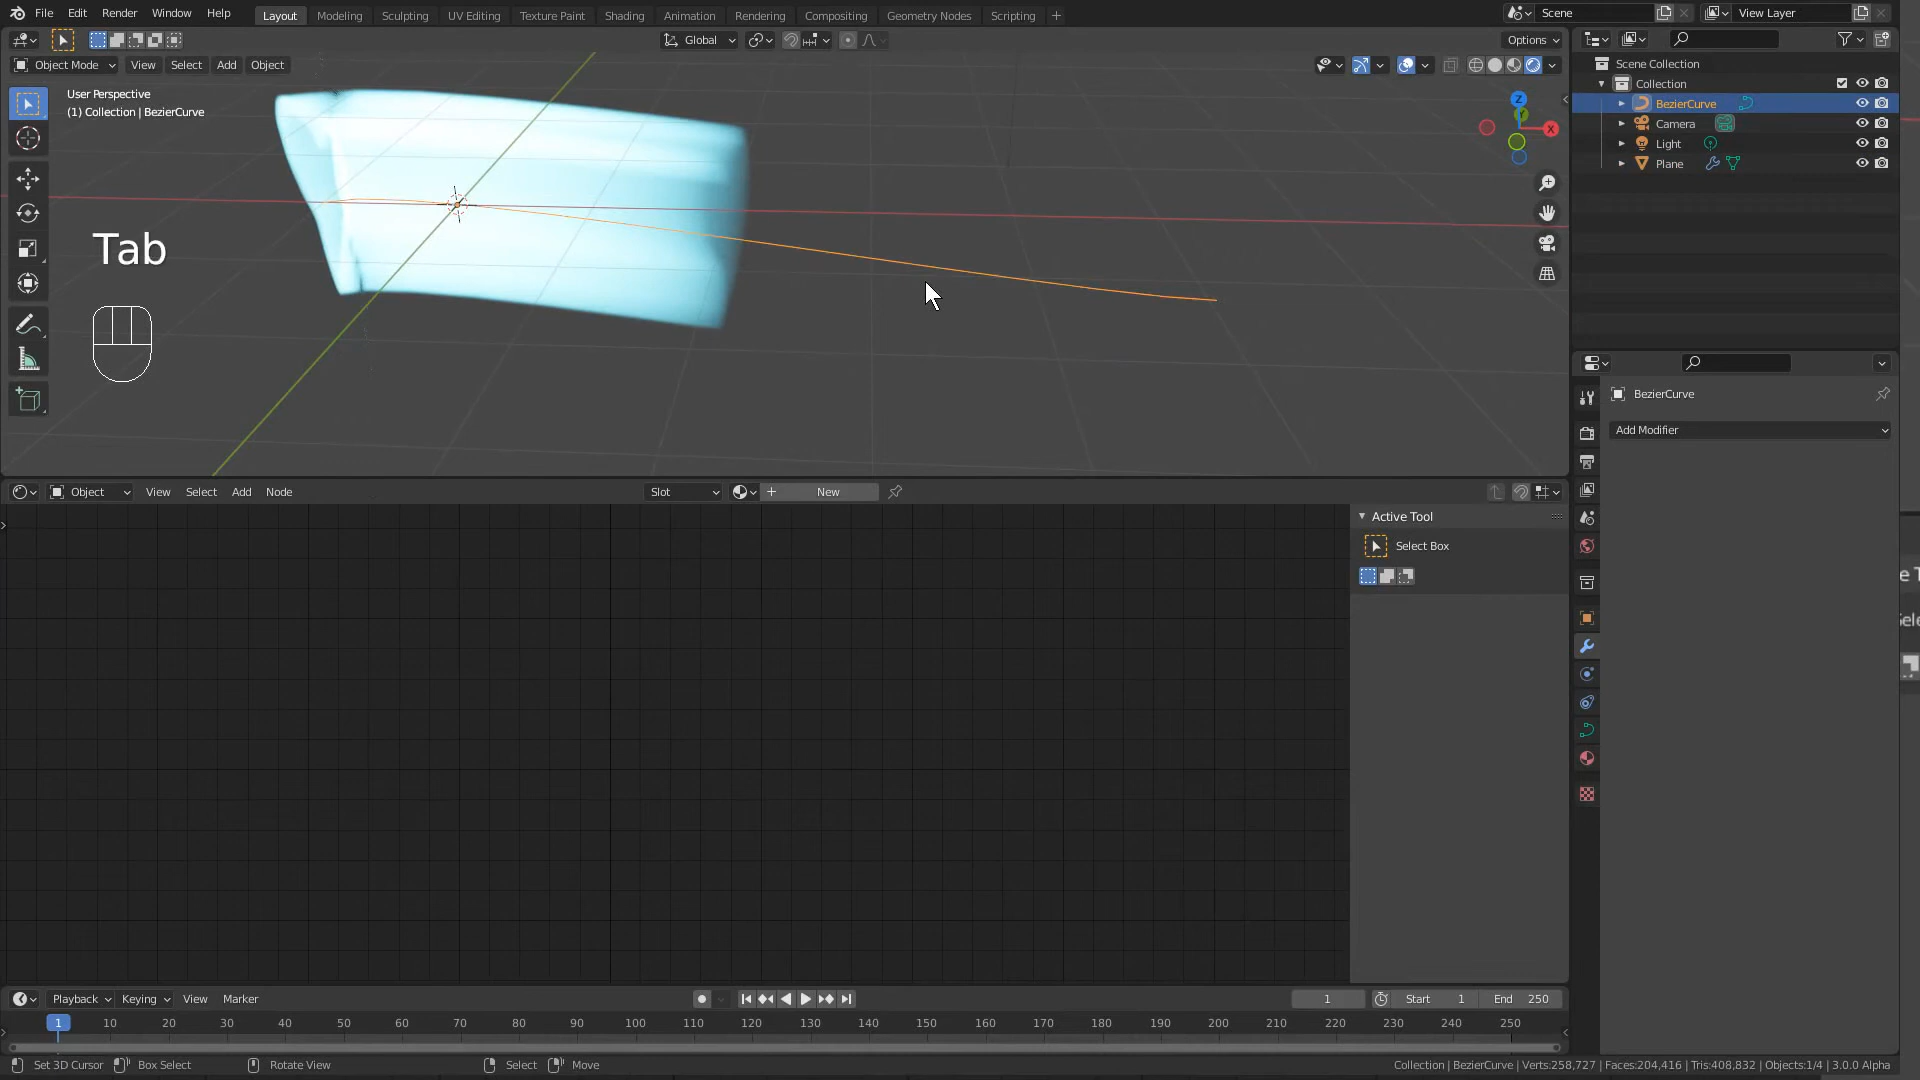 File Edit Render Window Help Layout Modeling Sculpting UV Editing Texture Paint Shading Animation Rendering Compositing Geometry Nodes Scripting + Scene View Layer
Global Options
Object Mode View Select Add Object
User Perspective
(1) Collection | BezierCurve
Z
X
Y
Tab
Scene Collection
Collection
BezierCurve
Camera
Light
Plane
BezierCurve
Add Modifier
Object View Select Add Node Slot + New
Active Tool
Select Box
e T
Sele
Playback Keying View Marker 1 Start 1 End 250
1 10 20 30 40 50 60 70 80 90 100 110 120 130 140 150 160 170 180 190 200 210 220 230 240 250
Set 3D Cursor Box Select Rotate View Select Move Collection | BezierCurve | Verts:258,727 | Faces:204,416 | Tris:408,832 | Objects:1/4 | 3.0.0 Alpha